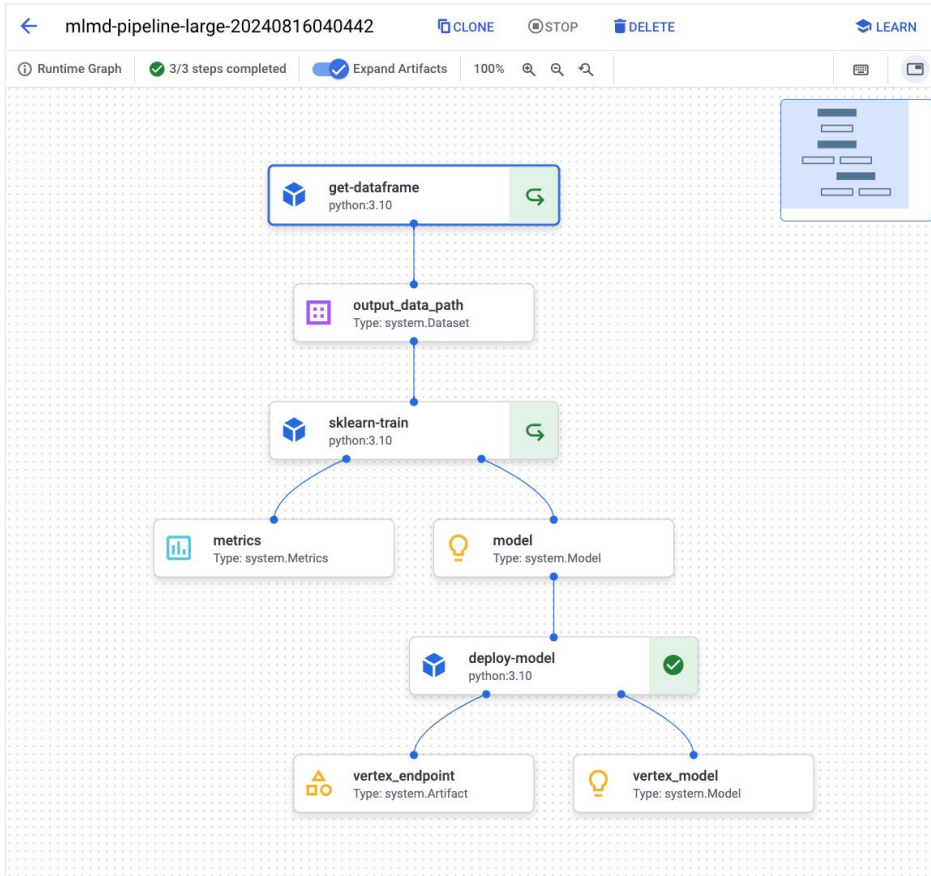 mlmd-pipeline-large-20240816040442
CLONE
STOP
DELETE
LEARN
Runtime Graph
3/3 steps completed
Expand Artifacts
100%
get-dataframe
python:3.10
output_data_path
Type: system.Dataset
sklearn-train
python:3.10
metrics
Type: system.Metrics
model
Type: system.Model
deploy-model
python:3.10
vertex_endpoint
Type: system.Artifact
vertex_model
Type: system.Model